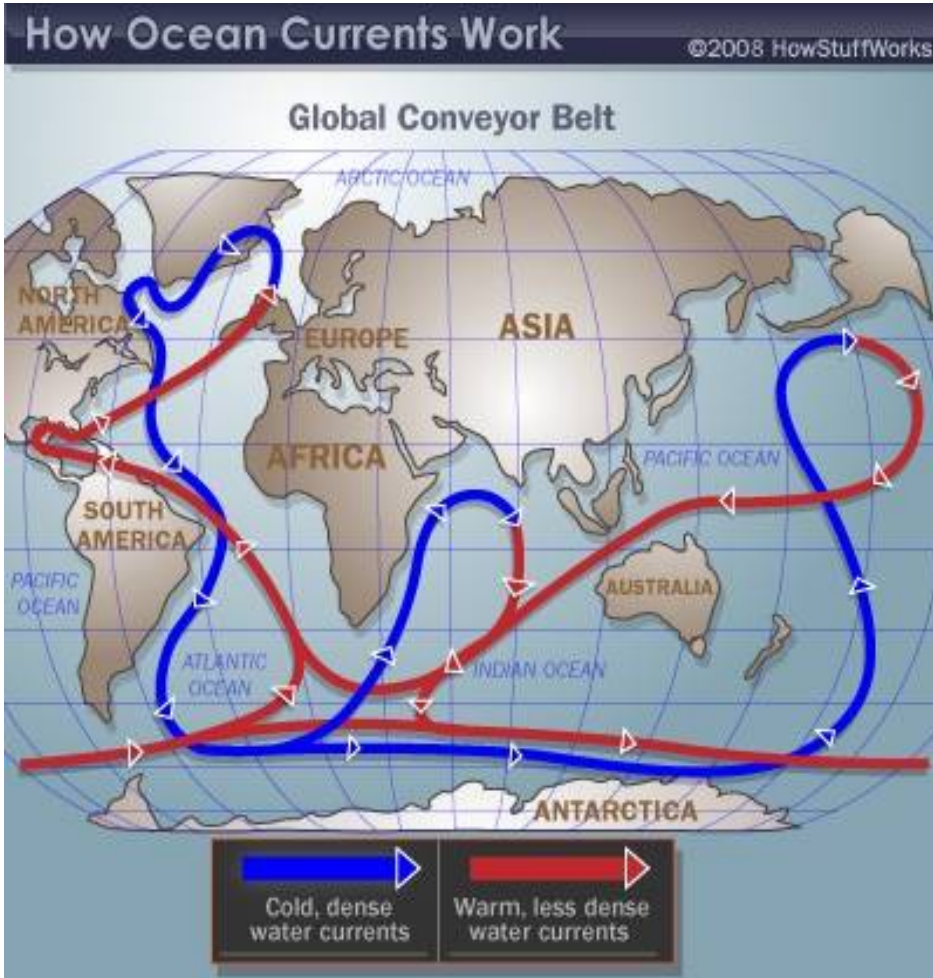 How Ocean Currents Work
©2008 HowStuffWorks
Global Conveyor Belt
ARCTIC OCEAN
NORTH
AMERICA
EUROPE
ASIA
AFRICA
PACIFIC OCEAN
SOUTH
AMERICA
PACIFIC
OCEAN
AUSTRALIA
ATLANTIC
OCEAN
INDIAN OCEAN
ANTARCTICA
Cold, dense
water currents
Warm, less dense
water currents